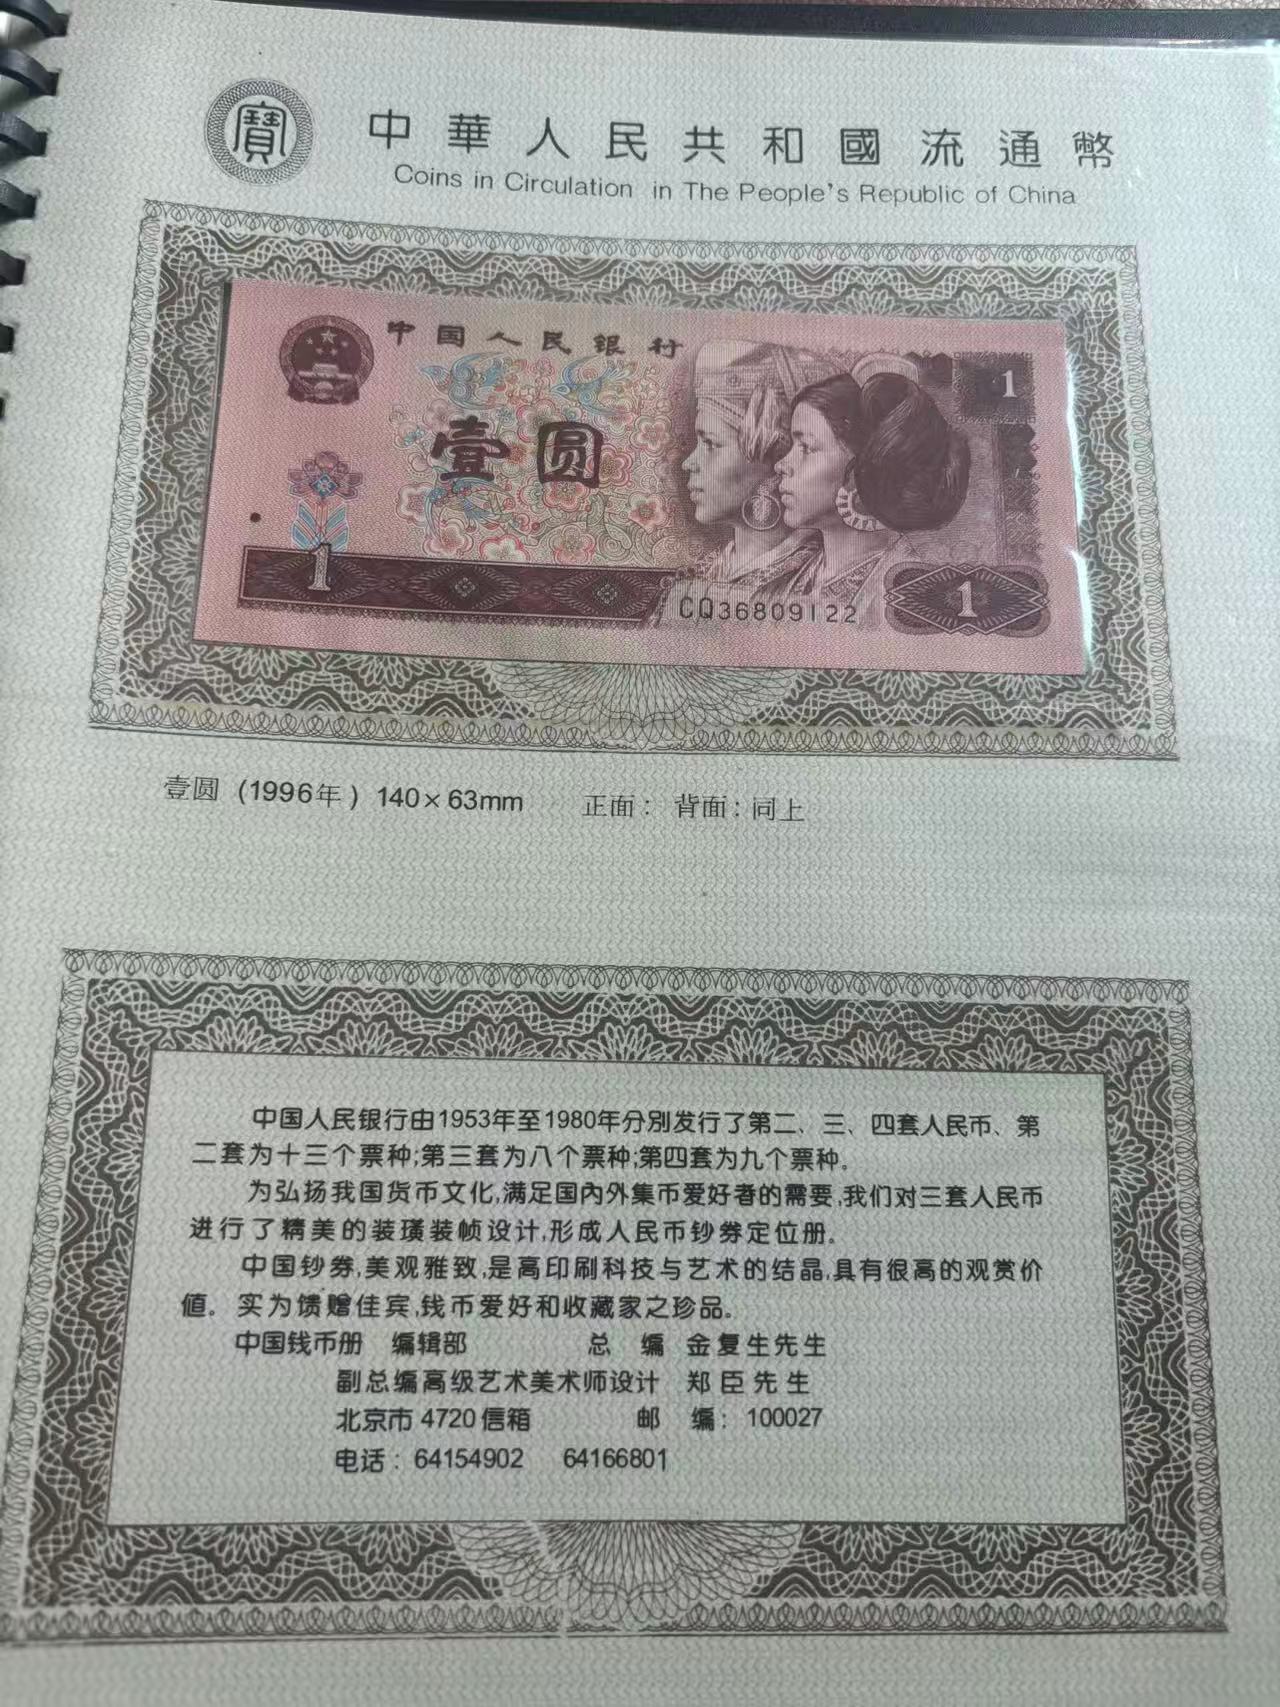 寶
中華人民共和國流通幣
Coins in Circulation in The People's Republic of China
中国人民银行
1
壹圆
1
CQ36809122
1
壹圆 (1996年) 140×63mm 正面: 背面:同上
中国人民银行由1953年至1980年分别发行了第二、三、四套人民币、第
二套为十三个票种;第三套为八个票种;第四套为九个票种。
为弘扬我国货币文化,满足国内外集币爱好者的需要,我们对三套人民币
进行了精美的装璜装帧设计,形成人民币钞券定位册。
中国钞券,美观雅致,是高印刷科技与艺术的结晶,具有很高的观赏价
值。实为馈赠佳宾,钱币爱好和收藏家之珍品。
中国钱币册 编辑部 总 编 金复生先生
副总编高级艺术美术师设计 郑臣先生
北京市4720信箱 邮 编: 100027
电话: 64154902 64166801